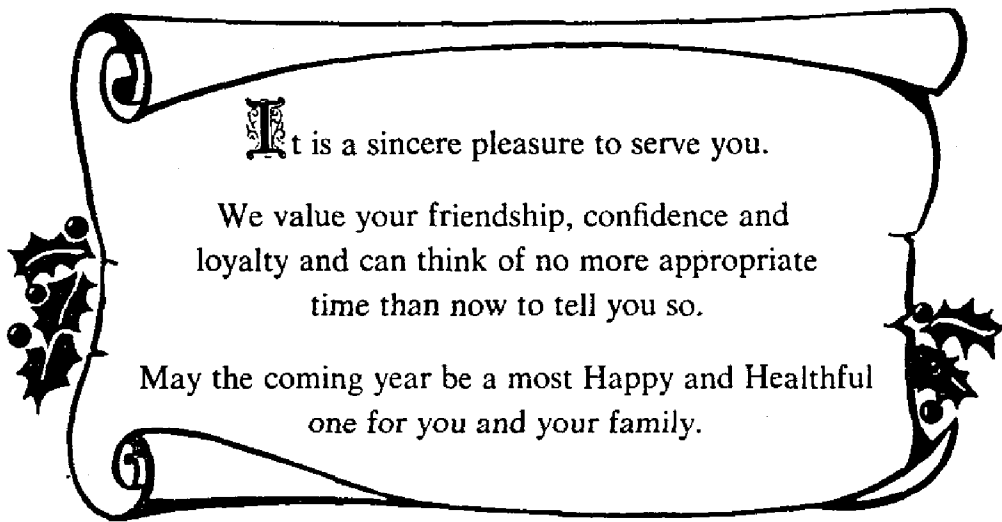 It is a sincere pleasure to serve you.
We value your friendship, confidence and
loyalty and can think of no more appropriate
time than now to tell you so.
May the coming year be a most Happy and Healthful
one for you and your family.